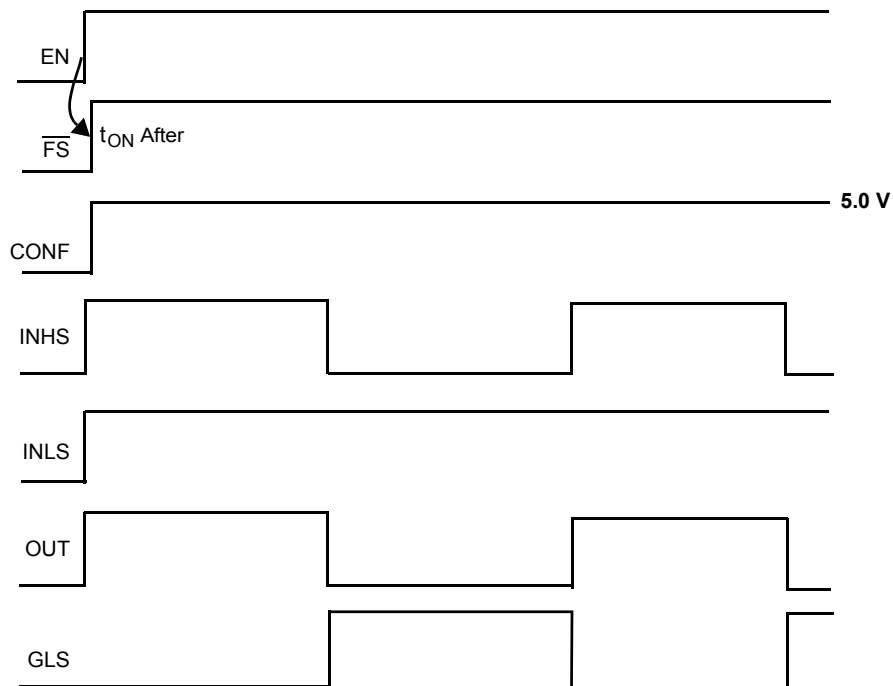 EN
FS
tON After
5.0 V
CONF
INHS
INLS
OUT
GLS